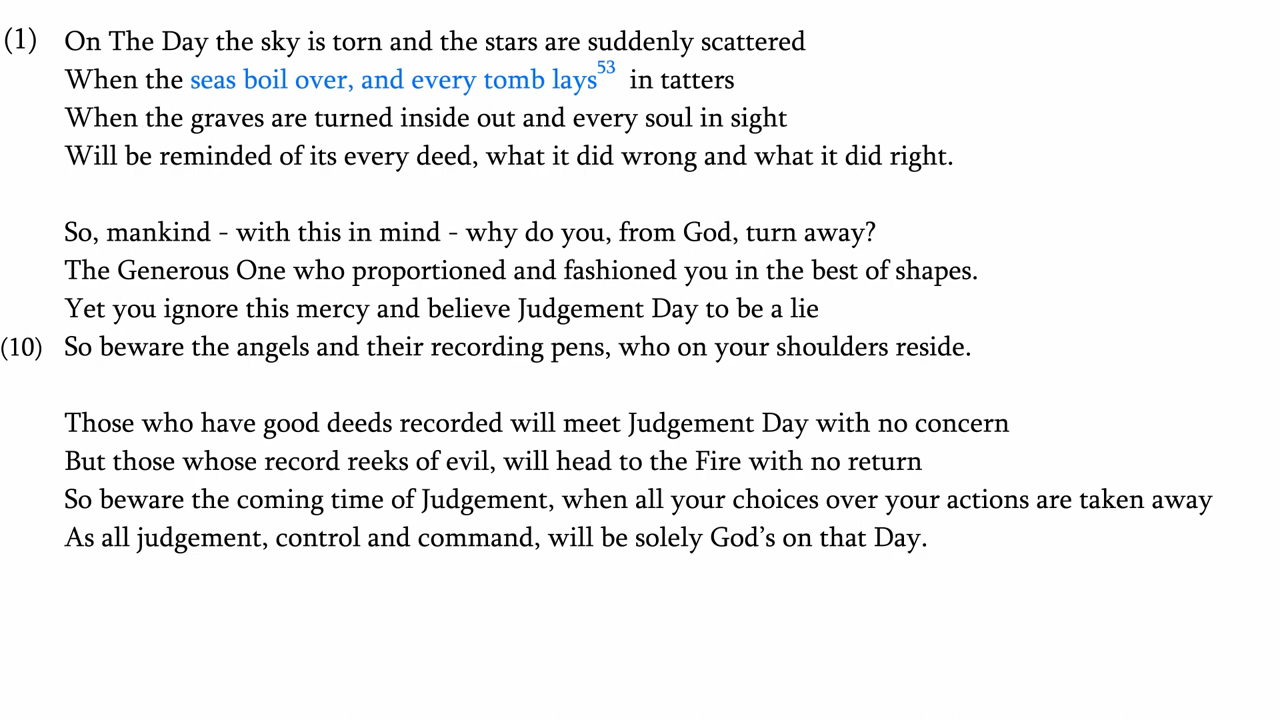 (1) On The Day the sky is torn and the stars are suddenly scattered
When the seas boil over, and every tomb lays53 in tatters
When the graves are turned inside out and every soul in sight
Will be reminded of its every deed, what it did wrong and what it did right.
So, mankind - with this in mind - why do you, from God, turn away?
The Generous One who proportioned and fashioned you in the best of shapes.
Yet you ignore this mercy and believe Judgement Day to be a lie
(10) So beware the angels and their recording pens, who on your shoulders reside.
Those who have good deeds recorded will meet Judgement Day with no concern
But those whose record reeks of evil, will head to the Fire with no return
So beware the coming time of Judgement, when all your choices over your actions are taken away
As all judgement, control and command, will be solely God’s on that Day.